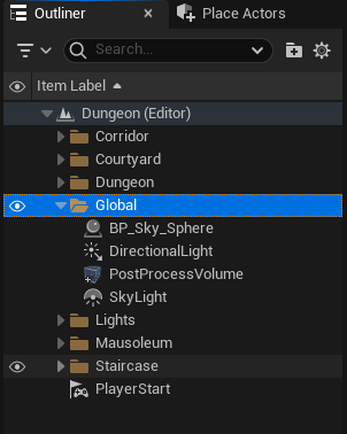 Outliner
Place Actors
Search...
Item Label
Dungeon (Editor)
Corridor
Courtyard
Dungeon
Global
BP_Sky_Sphere
DirectionalLight
PostProcessVolume
SkyLight
Lights
Mausoleum
Staircase
PlayerStart